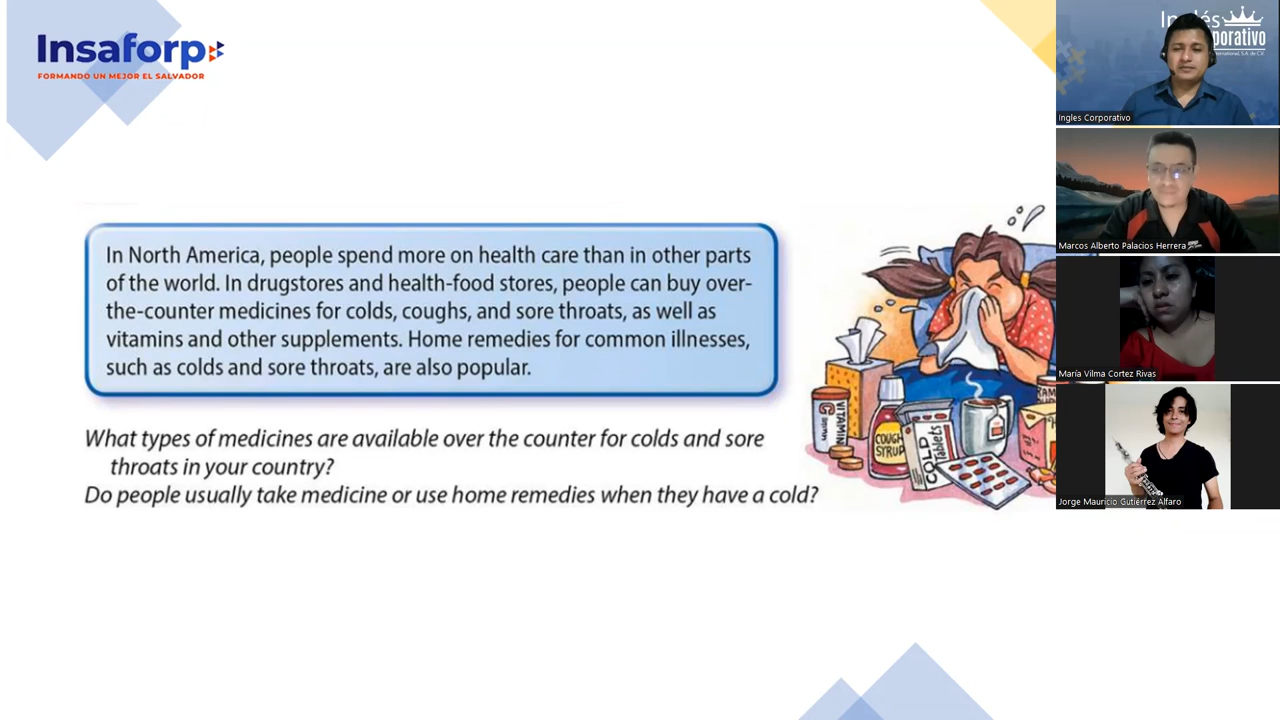 Insaforp
FORMANDO UN MEJOR EL SALVADOR
In North America, people spend more on health care than in other parts
of the world. In drugstores and health-food stores, people can buy over-
the-counter medicines for colds, coughs, and sore throats, as well as
vitamins and other supplements. Home remedies for common illnesses,
such as colds and sore throats, are also popular.
What types of medicines are available over the counter for colds and sore
throats in your country?
Do people usually take medicine or use home remedies when they have a cold?
VITAMIN
C
COUGH
SYRUP
COLD
Tablets
Ingles Corporativo
Marcos Alberto Palacios Herrera
María Vilma Cortez Rivas
Jorge Mauricio Gutiérrez Alfaro